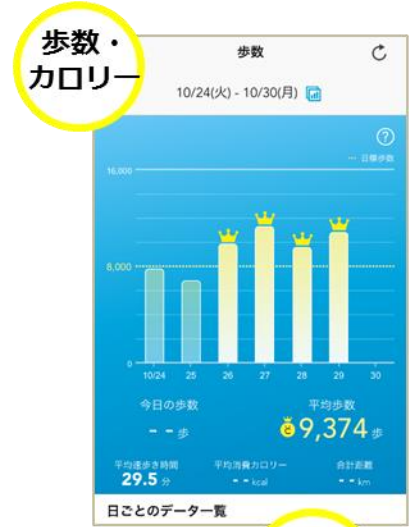 歩数・
カロリー
歩数
10/24(火) - 10/30(月)
?
--- 目標歩数
16,000
8,000
0
10/24 25 26 27 28 29 30
今日の歩数
- - 歩
平均歩数
と 9,374 歩
平均速歩き時間
29.5 分
平均消費カロリー
- - kcal
合計距離
- - km
日ごとのデータ一覧